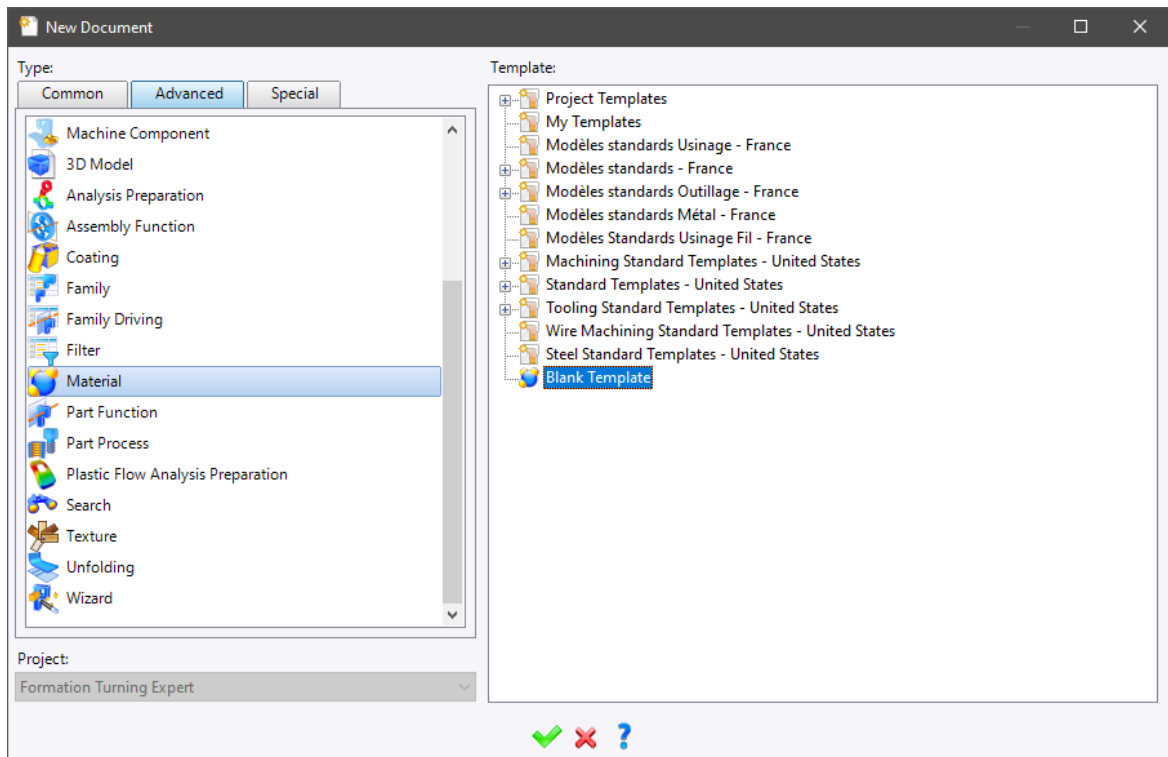 New Document
Type:
Common Advanced Special
Machine Component
3D Model
Analysis Preparation
Assembly Function
Coating
Family
Family Driving
Filter
Material
Part Function
Part Process
Plastic Flow Analysis Preparation
Search
Texture
Unfolding
Wizard
Project:
Formation Turning Expert
Template:
Project Templates
My Templates
Modèles standards Usinage - France
Modèles standards - France
Modèles standards Outillage - France
Modèles standards Métal - France
Modèles Standards Usinage Fil - France
Machining Standard Templates - United States
Standard Templates - United States
Tooling Standard Templates - United States
Wire Machining Standard Templates - United States
Steel Standard Templates - United States
Blank Template
?